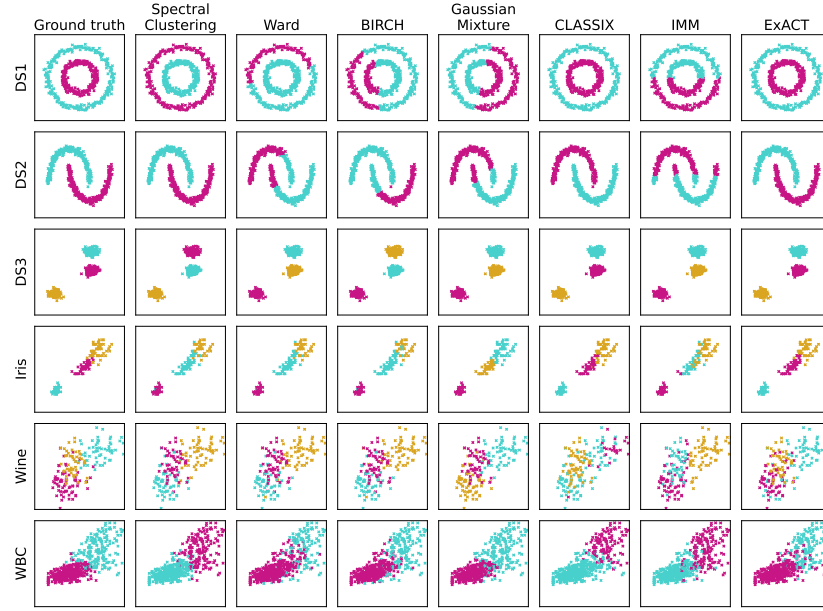 Ground truth
Spectral
Clustering
Ward
BIRCH
Gaussian
Mixture
CLASSIX
IMM
ExACT
DS1
DS2
DS3
Iris
Wine
WBC